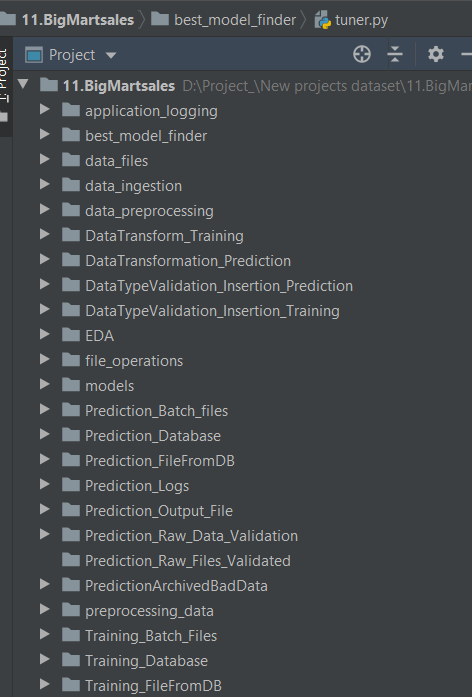 11.BigMartsales best_model_finder tuner.py
Project
Project
11.BigMartsales D:\Project_\New projects dataset\11.BigMar
application_logging
best_model_finder
data_files
data_ingestion
data_preprocessing
DataTransform_Training
DataTransformation_Prediction
DataTypeValidation_Insertion_Prediction
DataTypeValidation_Insertion_Training
EDA
file_operations
models
Prediction_Batch_files
Prediction_Database
Prediction_FileFromDB
Prediction_Logs
Prediction_Output_File
Prediction_Raw_Data_Validation
Prediction_Raw_Files_Validated
PredictionArchivedBadData
preprocessing_data
Training_Batch_Files
Training_Database
Training_FileFromDB